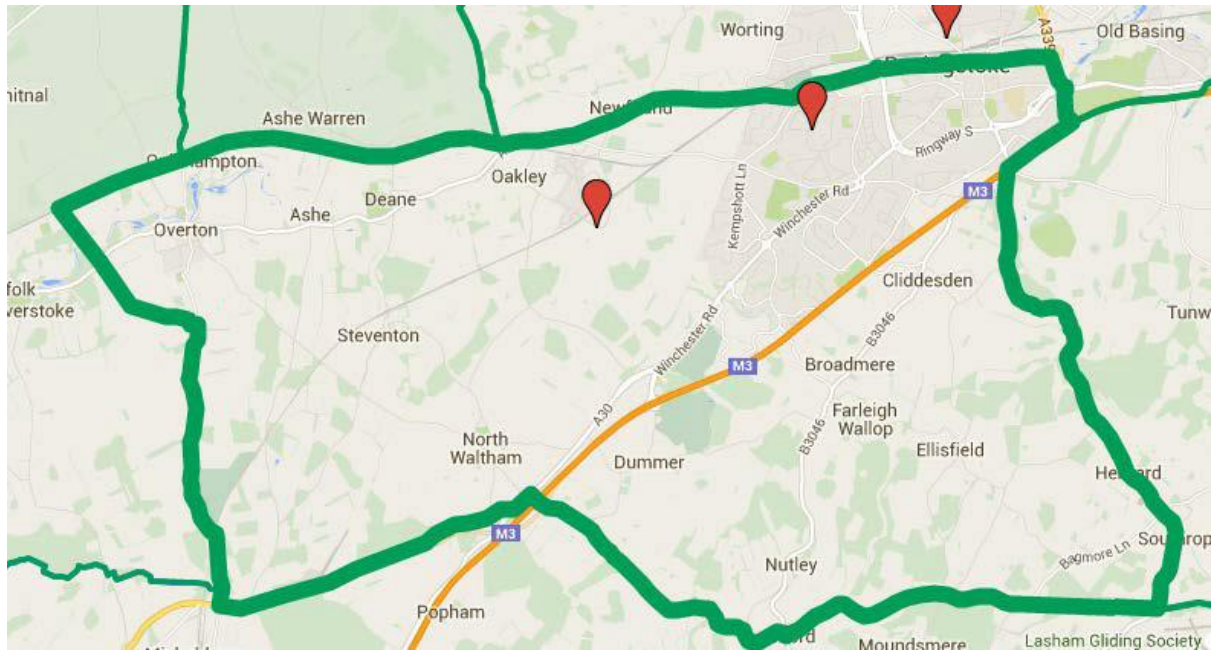 Worting
A339
Old Basing
Ashe Warren
Ringway S
Oakley
Kempshott Ln
Winchester Rd
M3
Deane
Ashe
Overton
Cliddesden
folk
verstoke
Steventon
Winchester Rd
B3046
M3
Broadmere
A30
Farleigh
Wallop
North
Waltham
B3046
Ellisfield
Dummer
M3
Bagmore Ln
Nutley
Popham
Moundsmere
Lasham Gliding Society